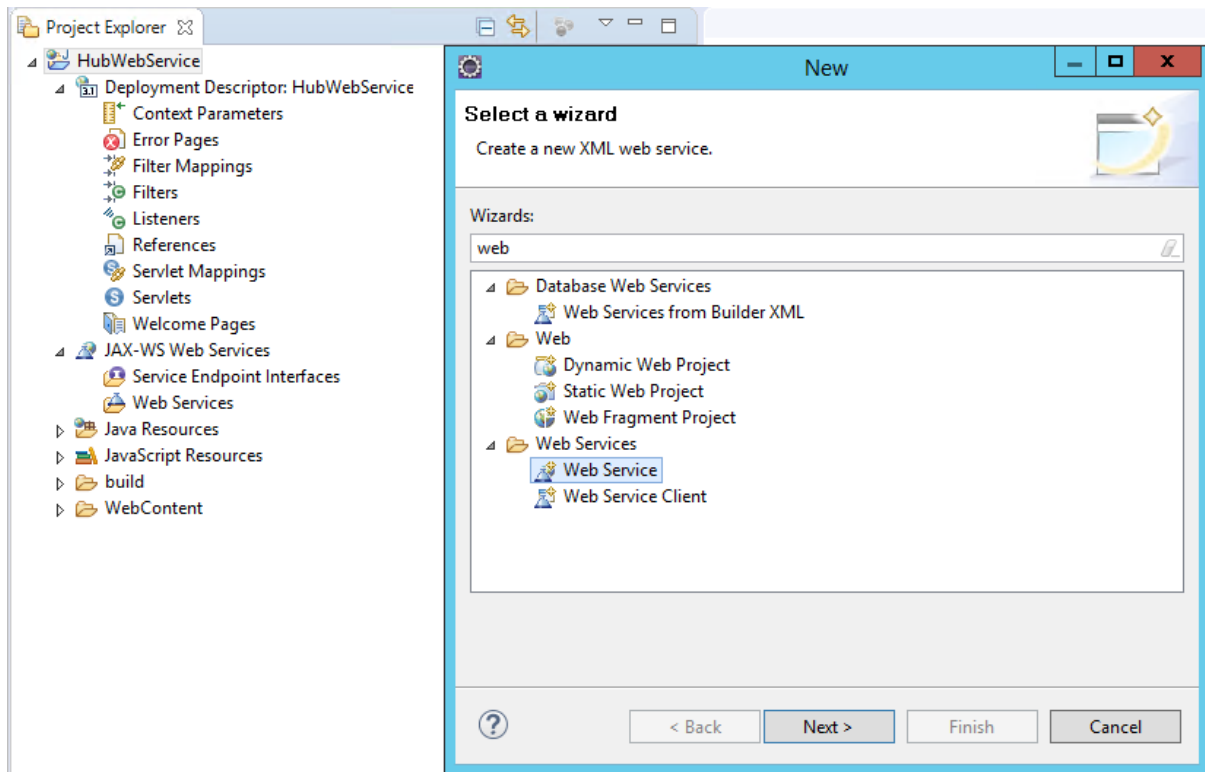 Project Explorer
HubWebService
Deployment Descriptor: HubWebService
3.1
Context Parameters
Error Pages
Filter Mappings
Filters
Listeners
References
Servlet Mappings
Servlets
Welcome Pages
JAX-WS Web Services
Service Endpoint Interfaces
Web Services
Java Resources
JavaScript Resources
build
WebContent
New
Select a wizard
Create a new XML web service.
Wizards:
web
Database Web Services
Web Services from Builder XML
Web
Dynamic Web Project
Static Web Project
Web Fragment Project
Web Services
Web Service
Web Service Client
< Back
Next >
Finish
Cancel